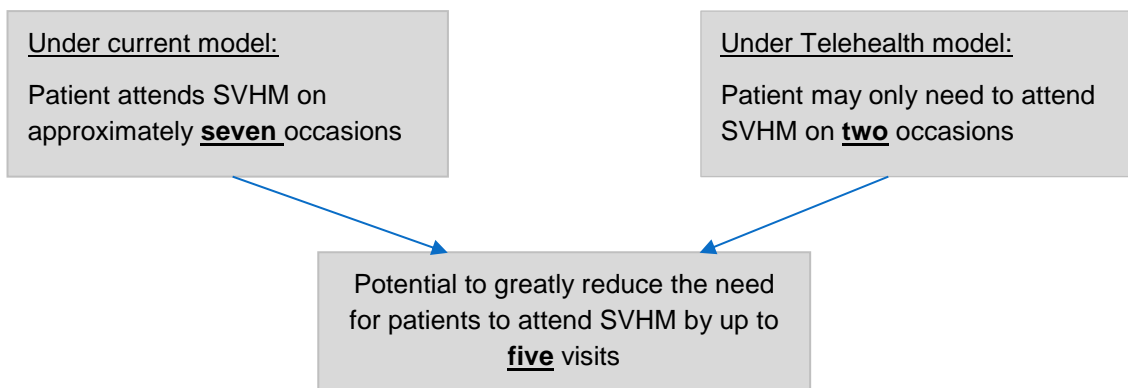 Under current model:
Patient attends SVHM on
approximately seven occasions
Under Telehealth model:
Patient may only need to attend
SVHM on two occasions
Potential to greatly reduce the need
for patients to attend SVHM by up to
five visits